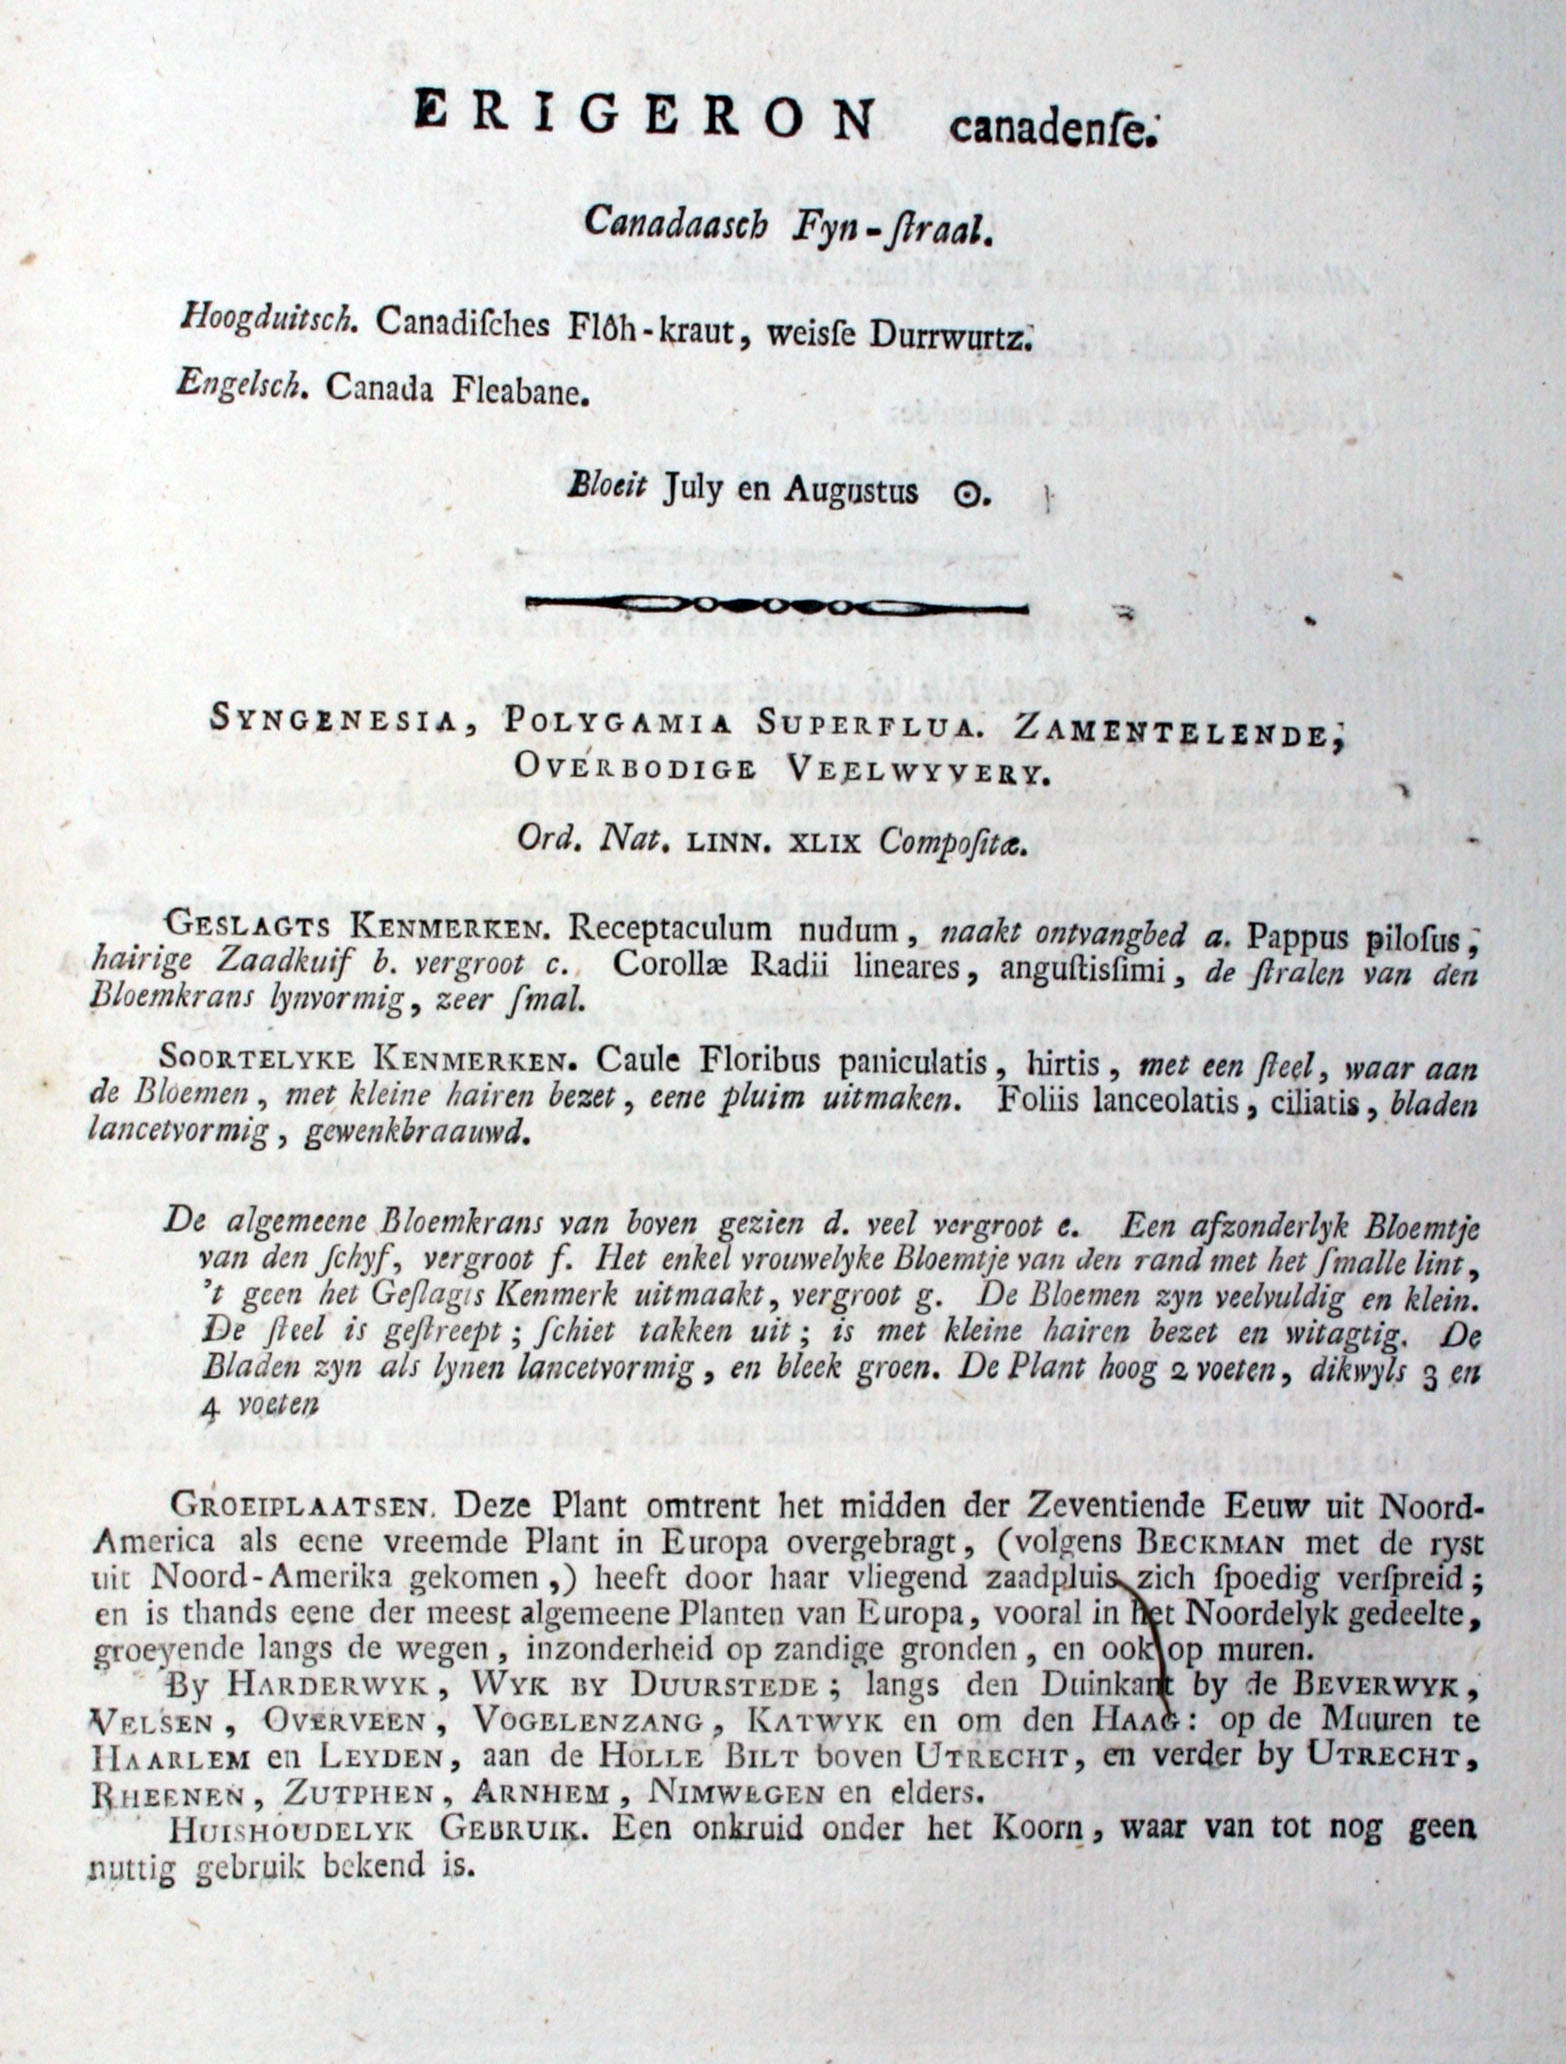 ERIGERON canadenſe.
Canadaasch Fyn-ſtraal.
Hoogduitsch. Canadiſches Flôh-kraut, weisſe Durrwurtz.
Engelsch. Canada Fleabane.
Bloeit July en Augustus ⊙.
SYNGENESIA, POLYGAMIA SUPERFLUA. ZAMENTELENDE,
OVERBODIGE VEELWYVERY.
Ord. Nat. LINN. XLIX Compoſitæ.
GESLAGTS KENMERKEN. Receptaculum nudum, naakt ontvangbed a. Pappus piloſus,
hairige Zaadkuif b. vergroot c. Corollæ Radii lineares, anguſtisſimi, de ſtralen van den
Bloemkrans lynvormig, zeer ſmal.
SOORTELYKE KENMERKEN. Caule Floribus paniculatis, hirtis, met een ſteel, waar aan
de Bloemen, met kleine hairen bezet, eene pluim uitmaken. Foliis lanceolatis, ciliatis, bladen
lancetvormig, gewenkbraauwd.
De algemeene Bloemkrans van boven gezien d. veel vergroot e. Een afzonderlyk Bloemtje
van den ſchyf, vergroot f. Het enkel vrouwelyke Bloemtje van den rand met het ſmalle lint,
't geen het Geſlagts Kenmerk uitmaakt, vergroot g. De Bloemen zyn veelvuldig en klein.
De ſteel is geſtreept; ſchiet takken uit; is met kleine hairen bezet en witagtig. De
Bladen zyn als lynen lancetvormig, en bleek groen. De Plant hoog 2 voeten, dikwyls 3 en
4 voeten
GROEIPLAATSEN. Deze Plant omtrent het midden der Zeventiende Eeuw uit Noord-
America als eene vreemde Plant in Europa overgebragt, (volgens BECKMAN met de ryst
uit Noord-Amerika gekomen,) heeft door haar vliegend zaadpluis zich ſpoedig verſpreid;
en is thands eene der meest algemeene Planten van Europa, vooral in het Noordelyk gedeelte,
groeyende langs de wegen, inzonderheid op zandige gronden, en ook op muren.
By HARDERWYK, WYK BY DUURSTEDE; langs den Duinkant by de BEVERWYK,
VELSEN, OVERVEEN, VOGELENZANG, KATWYK en om den HAAG: op de Muuren te
HAARLEM en LEYDEN, aan de HOLLE BILT boven UTRECHT, en verder by UTRECHT,
RHEENEN, ZUTPHEN, ARNHEM, NIMWEGEN en elders.
HUISHOUDELYK GEBRUIK. Een onkruid onder het Koorn, waar van tot nog geen
nuttig gebruik bekend is.